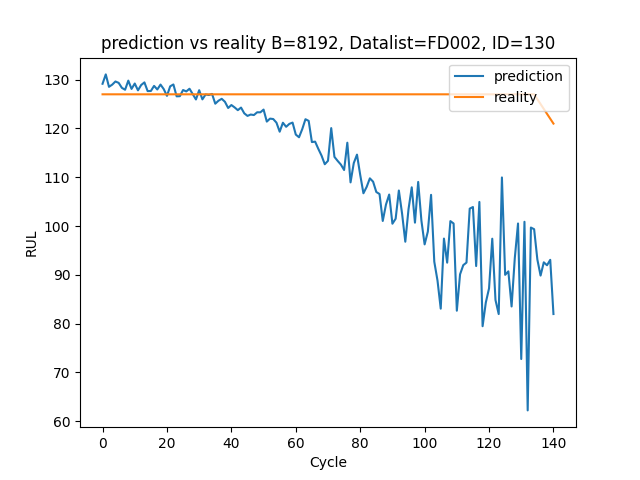 prediction vs reality B=8192, Datalist=FD002, ID=130
prediction
reality
RUL
130
120
110
100
90
80
70
60
0 20 40 60 80 100 120 140
Cycle